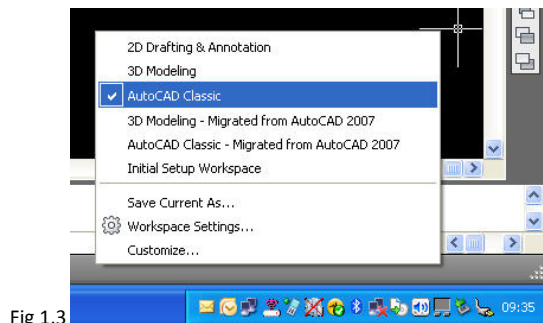 2D Drafting & Annotation
3D Modeling
AutoCAD Classic
3D Modeling - Migrated from AutoCAD 2007
AutoCAD Classic - Migrated from AutoCAD 2007
Initial Setup Workspace
Save Current As...
Workspace Settings...
Customize...
09:35
Fig 1.3